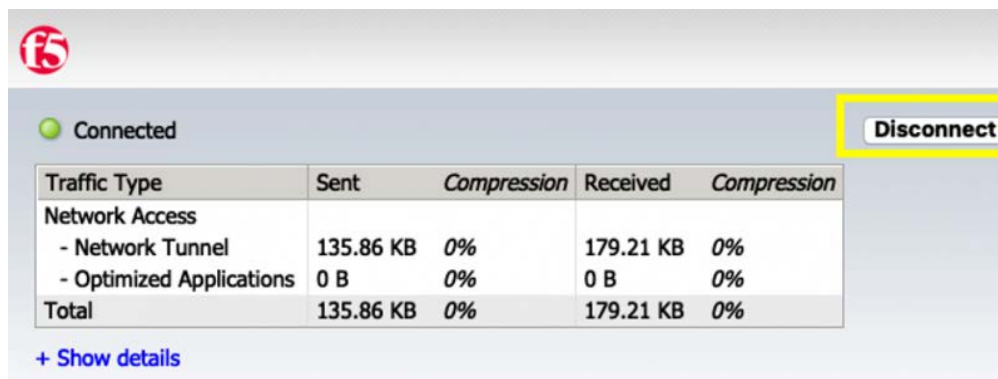 f5
Connected
Disconnect
Traffic Type Sent Compression Received Compression
Network Access
- Network Tunnel 135.86 KB 0% 179.21 KB 0%
- Optimized Applications 0 B 0% 0 B 0%
Total 135.86 KB 0% 179.21 KB 0%
+ Show details